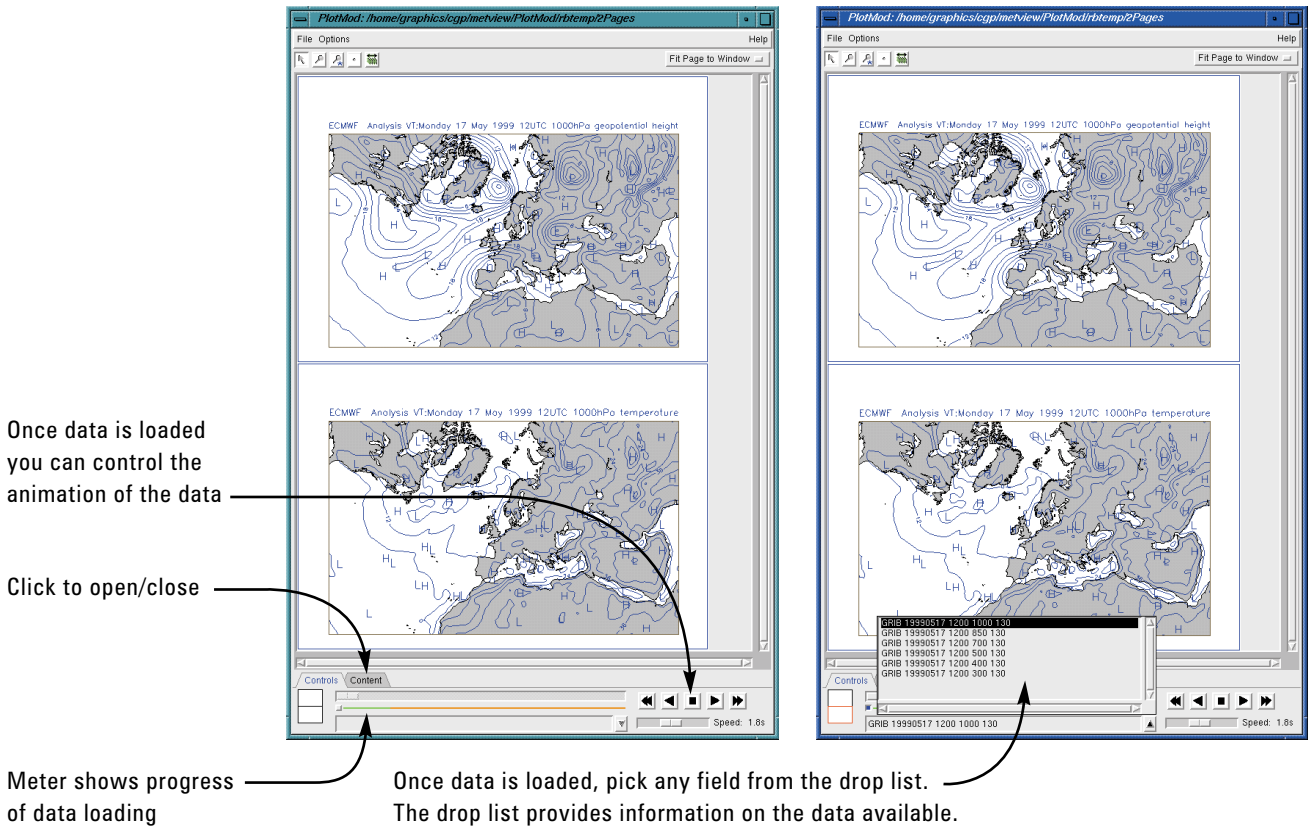 PlotMod: /home/graphics/cgp/metview/PlotMod/rbtemp/2Pages
File Options Help
Fit Page to Window
ECMWF Analysis VT:Monday 17 May 1999 12UTC 1000hPa geopotential height
ECMWF Analysis VT:Monday 17 May 1999 12UTC 1000hPa temperature
Controls Content
Speed: 1.8s
PlotMod: /home/graphics/cgp/metview/PlotMod/rbtemp/2Pages
File Options Help
Fit Page to Window
ECMWF Analysis VT:Monday 17 May 1999 12UTC 1000hPa geopotential height
ECMWF Analysis VT:Monday 17 May 1999 12UTC 1000hPa temperature
GRIB 19990517 1200 1000 130
GRIB 19990517 1200 850 130
GRIB 19990517 1200 700 130
GRIB 19990517 1200 500 130
GRIB 19990517 1200 400 130
GRIB 19990517 1200 300 130
Controls
GRIB 19990517 1200 1000 130
Speed: 1.8s
Once data is loaded
you can control the
animation of the data
Click to open/close
Meter shows progress
of data loading
Once data is loaded, pick any field from the drop list.
The drop list provides information on the data available.